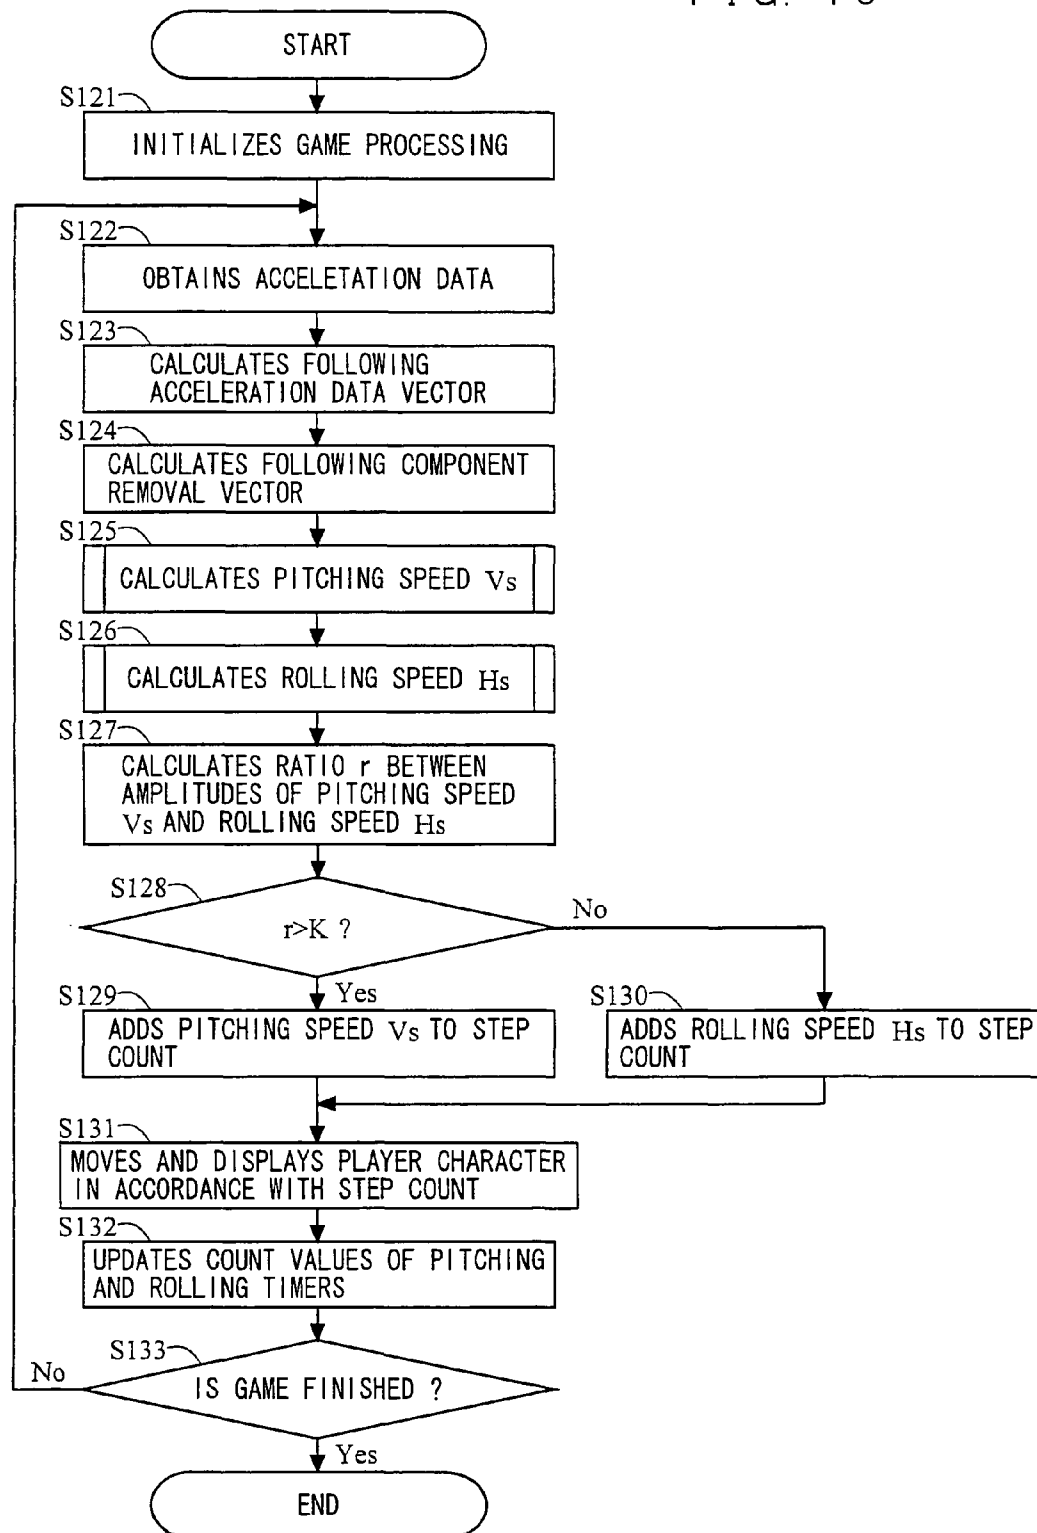 START
S121
INITIALIZES GAME PROCESSING
S122
OBTAINS ACCELETATION DATA
S123
CALCULATES FOLLOWING
ACCELERATION DATA VECTOR
S124
CALCULATES FOLLOWING COMPONENT
REMOVAL VECTOR
S125
CALCULATES PITCHING SPEED Vs
S126
CALCULATES ROLLING SPEED Hs
S127
CALCULATES RATIO r BETWEEN
AMPLITUDES OF PITCHING SPEED
Vs AND ROLLING SPEED Hs
S128
r>K ?
No
Yes
S129
ADDS PITCHING SPEED Vs TO STEP
COUNT
S130
ADDS ROLLING SPEED Hs TO STEP
COUNT
S131
MOVES AND DISPLAYS PLAYER CHARACTER
IN ACCORDANCE WITH STEP COUNT
S132
UPDATES COUNT VALUES OF PITCHING
AND ROLLING TIMERS
S133
No
IS GAME FINISHED ?
Yes
END